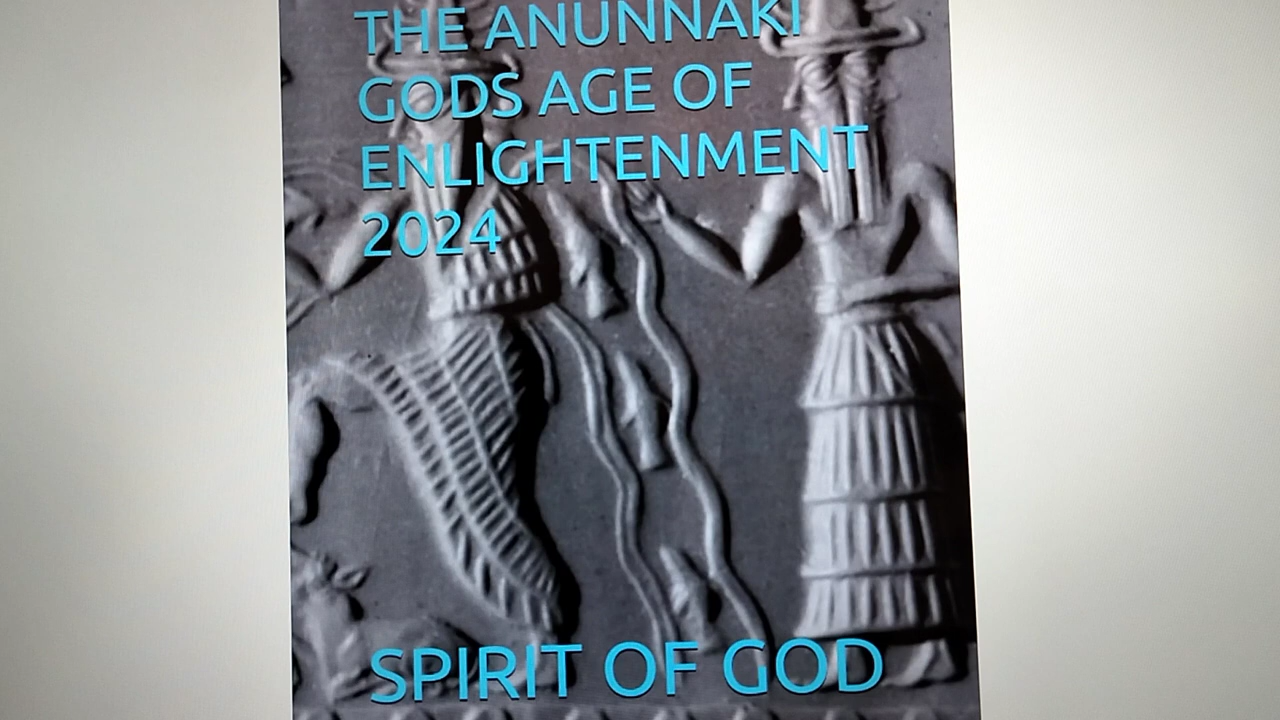 THE ANUNNAKI
GODS AGE OF
ENLIGHTENMENT
2024
SPIRIT OF GOD